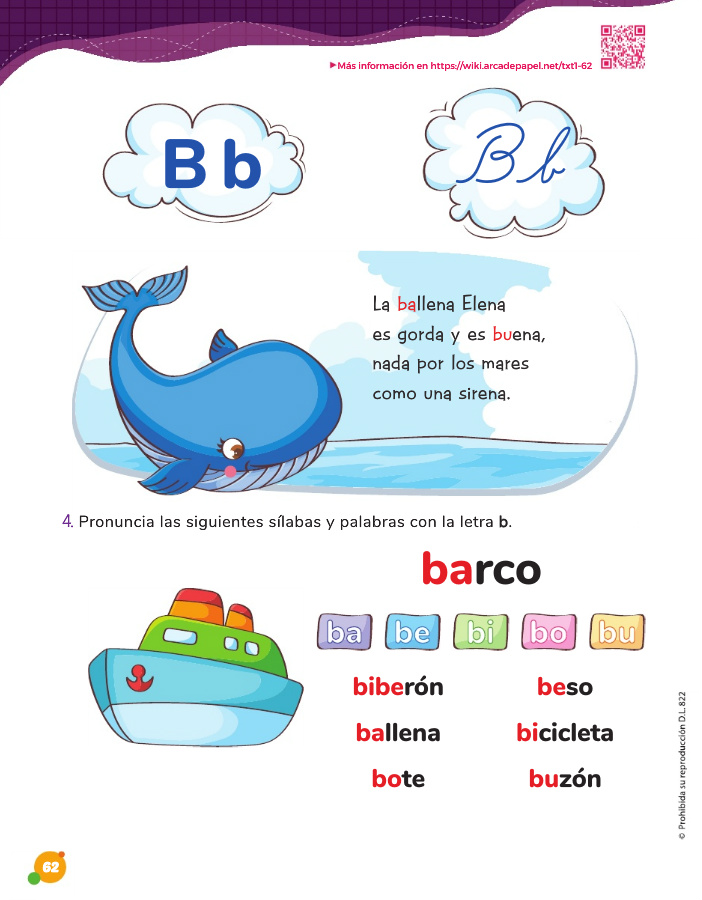 ▶Más información en https://wiki.arcadepapel.net/txt1-62
B b
B b
La ballena Elena
es gorda y es buena,
nada por los mares
como una sirena.
4. Pronuncia las siguientes sílabas y palabras con la letra b.
barco
ba be bi bo bu
biberón beso
ballena bicicleta
bote buzón
© Prohibida su reproducción D.L. 822
62